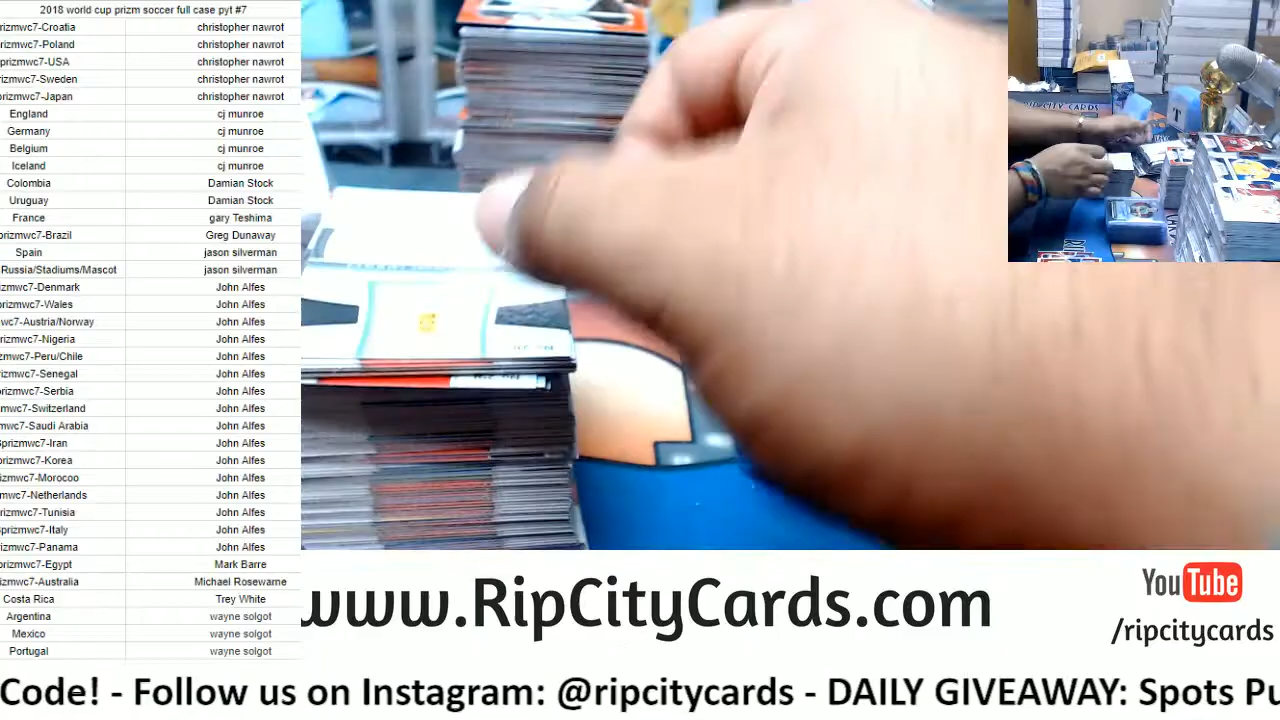 2018 world cup prizm soccer full case pyt #7
rizmwc7-Croatia christopher nawrot
rizmwc7-Poland christopher nawrot
prizmwc7-USA christopher nawrot
rizmwc7-Sweden christopher nawrot
rizmwc7-Japan christopher nawrot
England cj munroe
Germany cj munroe
Belgium cj munroe
Iceland cj munroe
Colombia Damian Stock
Uruguay Damian Stock
France gary Teshima
prizmwc7-Brazil Greg Dunaway
Spain jason silverman
Russia/Stadiums/Mascot jason silverman
rizmwc7-Denmark John Alfes
prizmwc7-Wales John Alfes
wc7-Austria/Norway John Alfes
rizmwc7-Nigeria John Alfes
zmwc7-Peru/Chile John Alfes
izmwc7-Senegal John Alfes
rizmwc7-Serbia John Alfes
mwc7-Switzerland John Alfes
mwc7-Saudi Arabia John Alfes
prizmwc7-Iran John Alfes
rizmwc7-Korea John Alfes
izmwc7-Morocoo John Alfes
mwc7-Netherlands John Alfes
rizmwc7-Tunisia John Alfes
prizmwc7-Italy John Alfes
izmwc7-Panama John Alfes
rizmwc7-Egypt Mark Barre
izmwc7-Australia Michael Rosewarne
Costa Rica Trey White
Argentina wayne solgot
Mexico wayne solgot
Portugal wayne solgot
RIP CITY CARDS
www.RipCityCards.com
YouTube
/ripcitycards
Code! - Follow us on Instagram: @ripcitycards - DAILY GIVEAWAY: Spots Pu